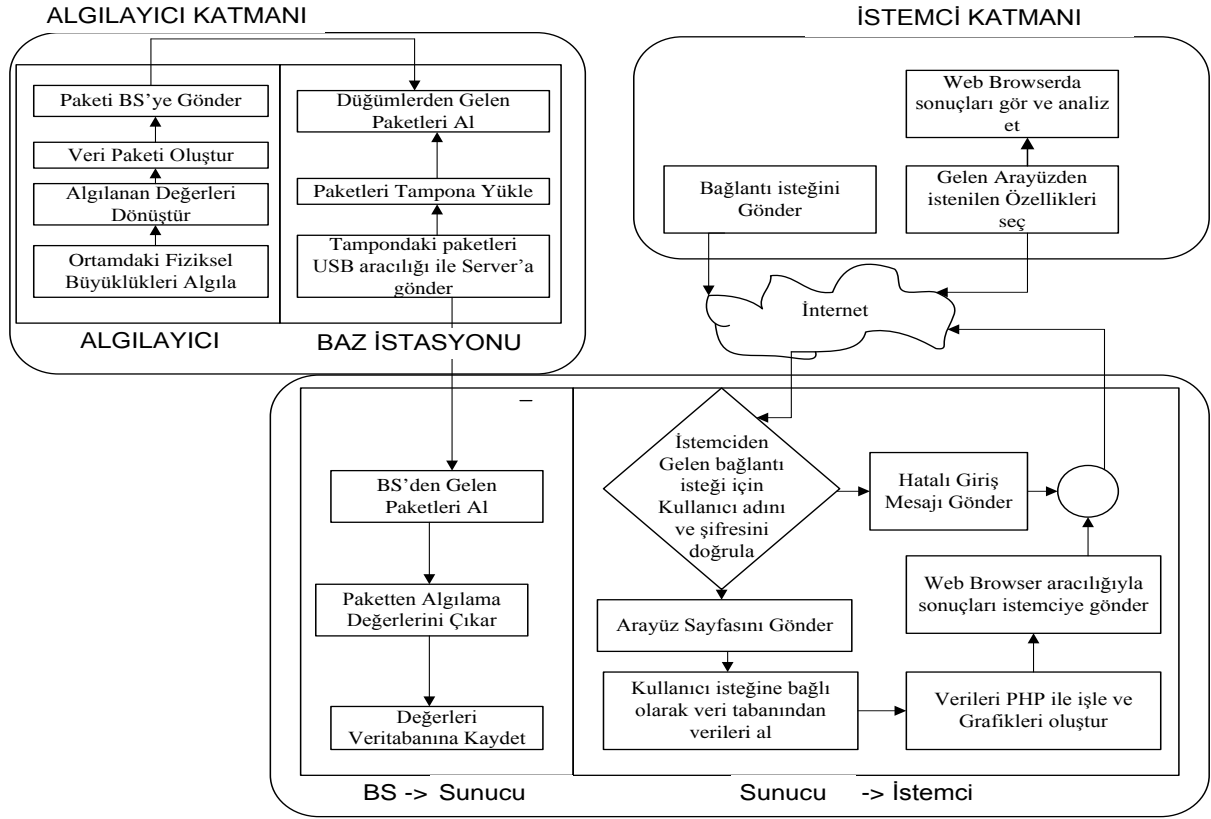 ALGILAYICI KATMANI
Paketi BS’ye Gönder
Veri Paketi Oluştur
Algılanan Değerleri
Dönüştür
Ortamdaki Fiziksel
Büyüklükleri Algıla
ALGILAYICI
Düğümlerden Gelen
Paketleri Al
Paketleri Tampona Yükle
Tampondaki paketleri
USB aracılığı ile Server’a
gönder
BAZ İSTASYONU
İSTEMCİ KATMANI
Web Browserda
sonuçları gör ve analiz
et
Bağlantı isteğini
Gönder
Gelen Arayüzden
istenilen Özellikleri
seç
İnternet
BS’den Gelen
Paketleri Al
Paketten Algılama
Değerlerini Çıkar
Değerleri
Veritabanına Kaydet
BS -> Sunucu
İstemciden
Gelen bağlantı
isteği için
Kullanıcı adını
ve şifresini
doğrula
Hatalı Giriş
Mesajı Gönder
Arayüz Sayfasını Gönder
Web Browser aracılığıyla
sonuçları istemciye gönder
Kullanıcı isteğine bağlı
olarak veri tabanından
verileri al
Verileri PHP ile işle ve
Grafikleri oluştur
Sunucu -> İstemci